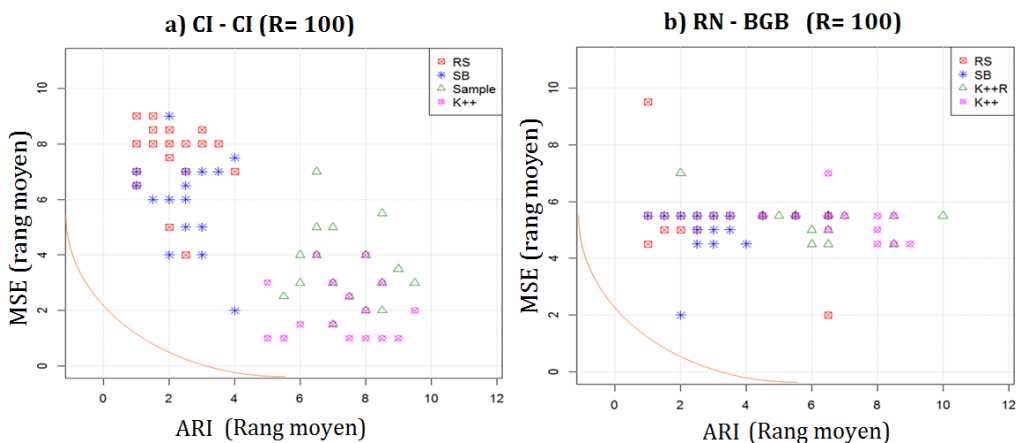 a) CI - CI (R= 100)
RS
SB
Sample
K++
MSE (rang moyen)
0 2 4 6 8 10
0 2 4 6 8 10 12
ARI (Rang moyen)
b) RN - BGB (R= 100)
RS
SB
K++R
K++
MSE (rang moyen)
0 2 4 6 8 10
0 2 4 6 8 10 12
ARI (Rang moyen)